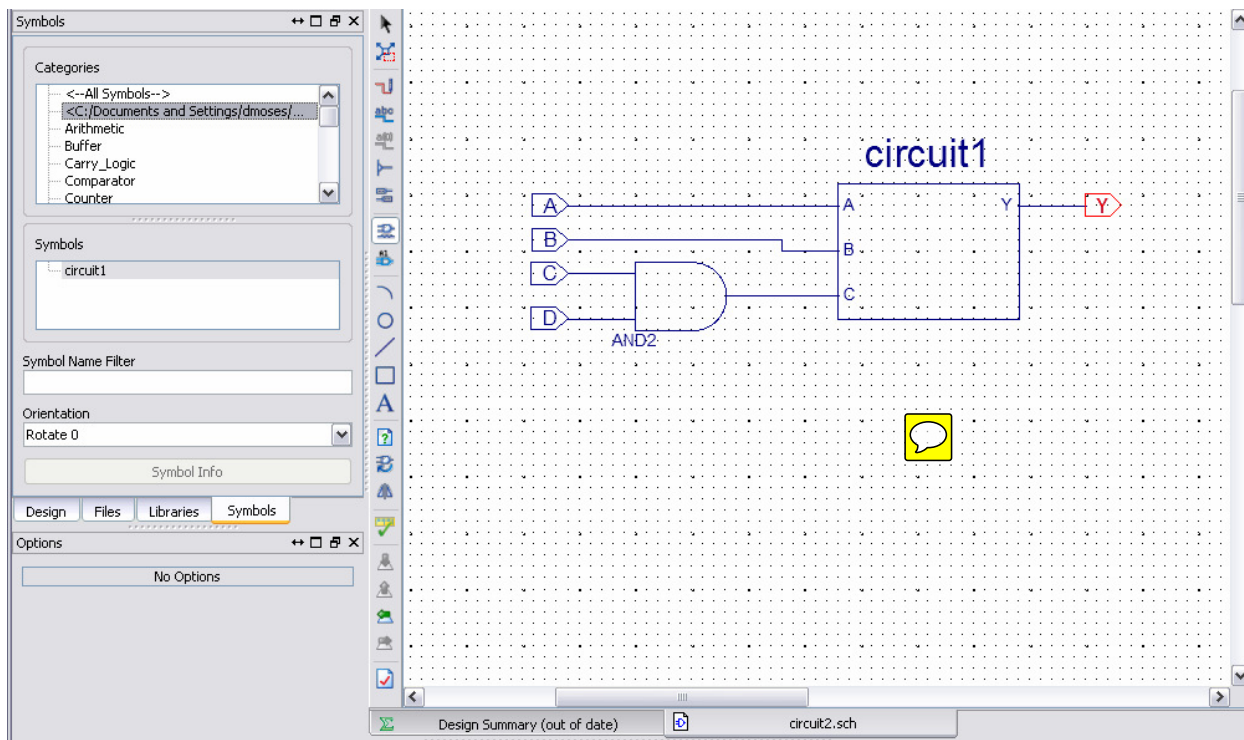 Symbols
Categories
<--All Symbols-->
<C:/Documents and Settings/dmoses/...
Arithmetic
Buffer
Carry_Logic
Comparator
Counter
Symbols
circuit1
Symbol Name Filter
Orientation
Rotate 0
Symbol Info
Design Files Libraries Symbols
Options
No Options
abc
A
circuit1
A A Y Y
B B
C C
D
AND2
Design Summary (out of date) circuit2.sch